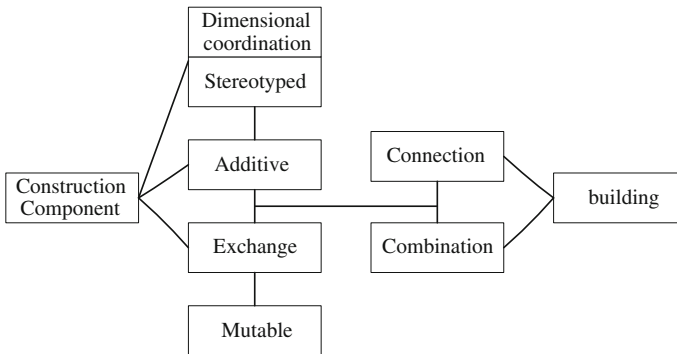 Dimensional
coordination
Stereotyped
Additive
Connection
Construction
Component
building
Exchange
Combination
Mutable